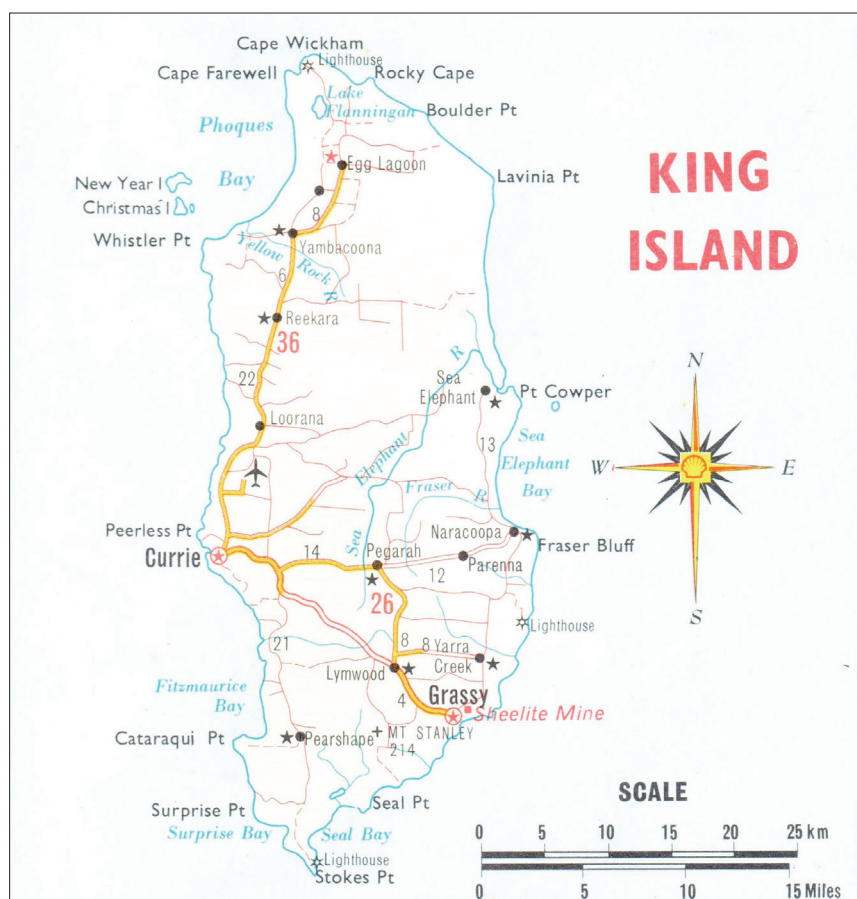 Cape Wickham
Lighthouse
Cape Farewell
Rocky Cape
Lake
Flanningan
Boulder Pt
Phoques
Bay
Egg Lagoon
Lavinia Pt
New Year I
Christmas I
8
Whistler Pt
Yambacoona
Yellow Rock R
6
Reekara
36
22
KING
ISLAND
Sea
Elephant
Pt Cowper
Loorana
13
Sea
Elephant
Bay
Sea Elephant R
Fraser R
N
W
E
S
Peerless Pt
Currie
14
Pegarah
Naracoopa
Fraser Bluff
Parenna
12
26
Lighthouse
21
8
8
Yarra
Creek
Lymwood
4
Grassy
Sheelite Mine
Fitzmaurice
Bay
Cataraqui Pt
Pearshape
MT STANLEY
214
Seal Pt
Surprise Pt
Surprise Bay
Seal Bay
Lighthouse
Stokes Pt
SCALE
0 5 10 15 20 25 km
0 5 10 15 Miles